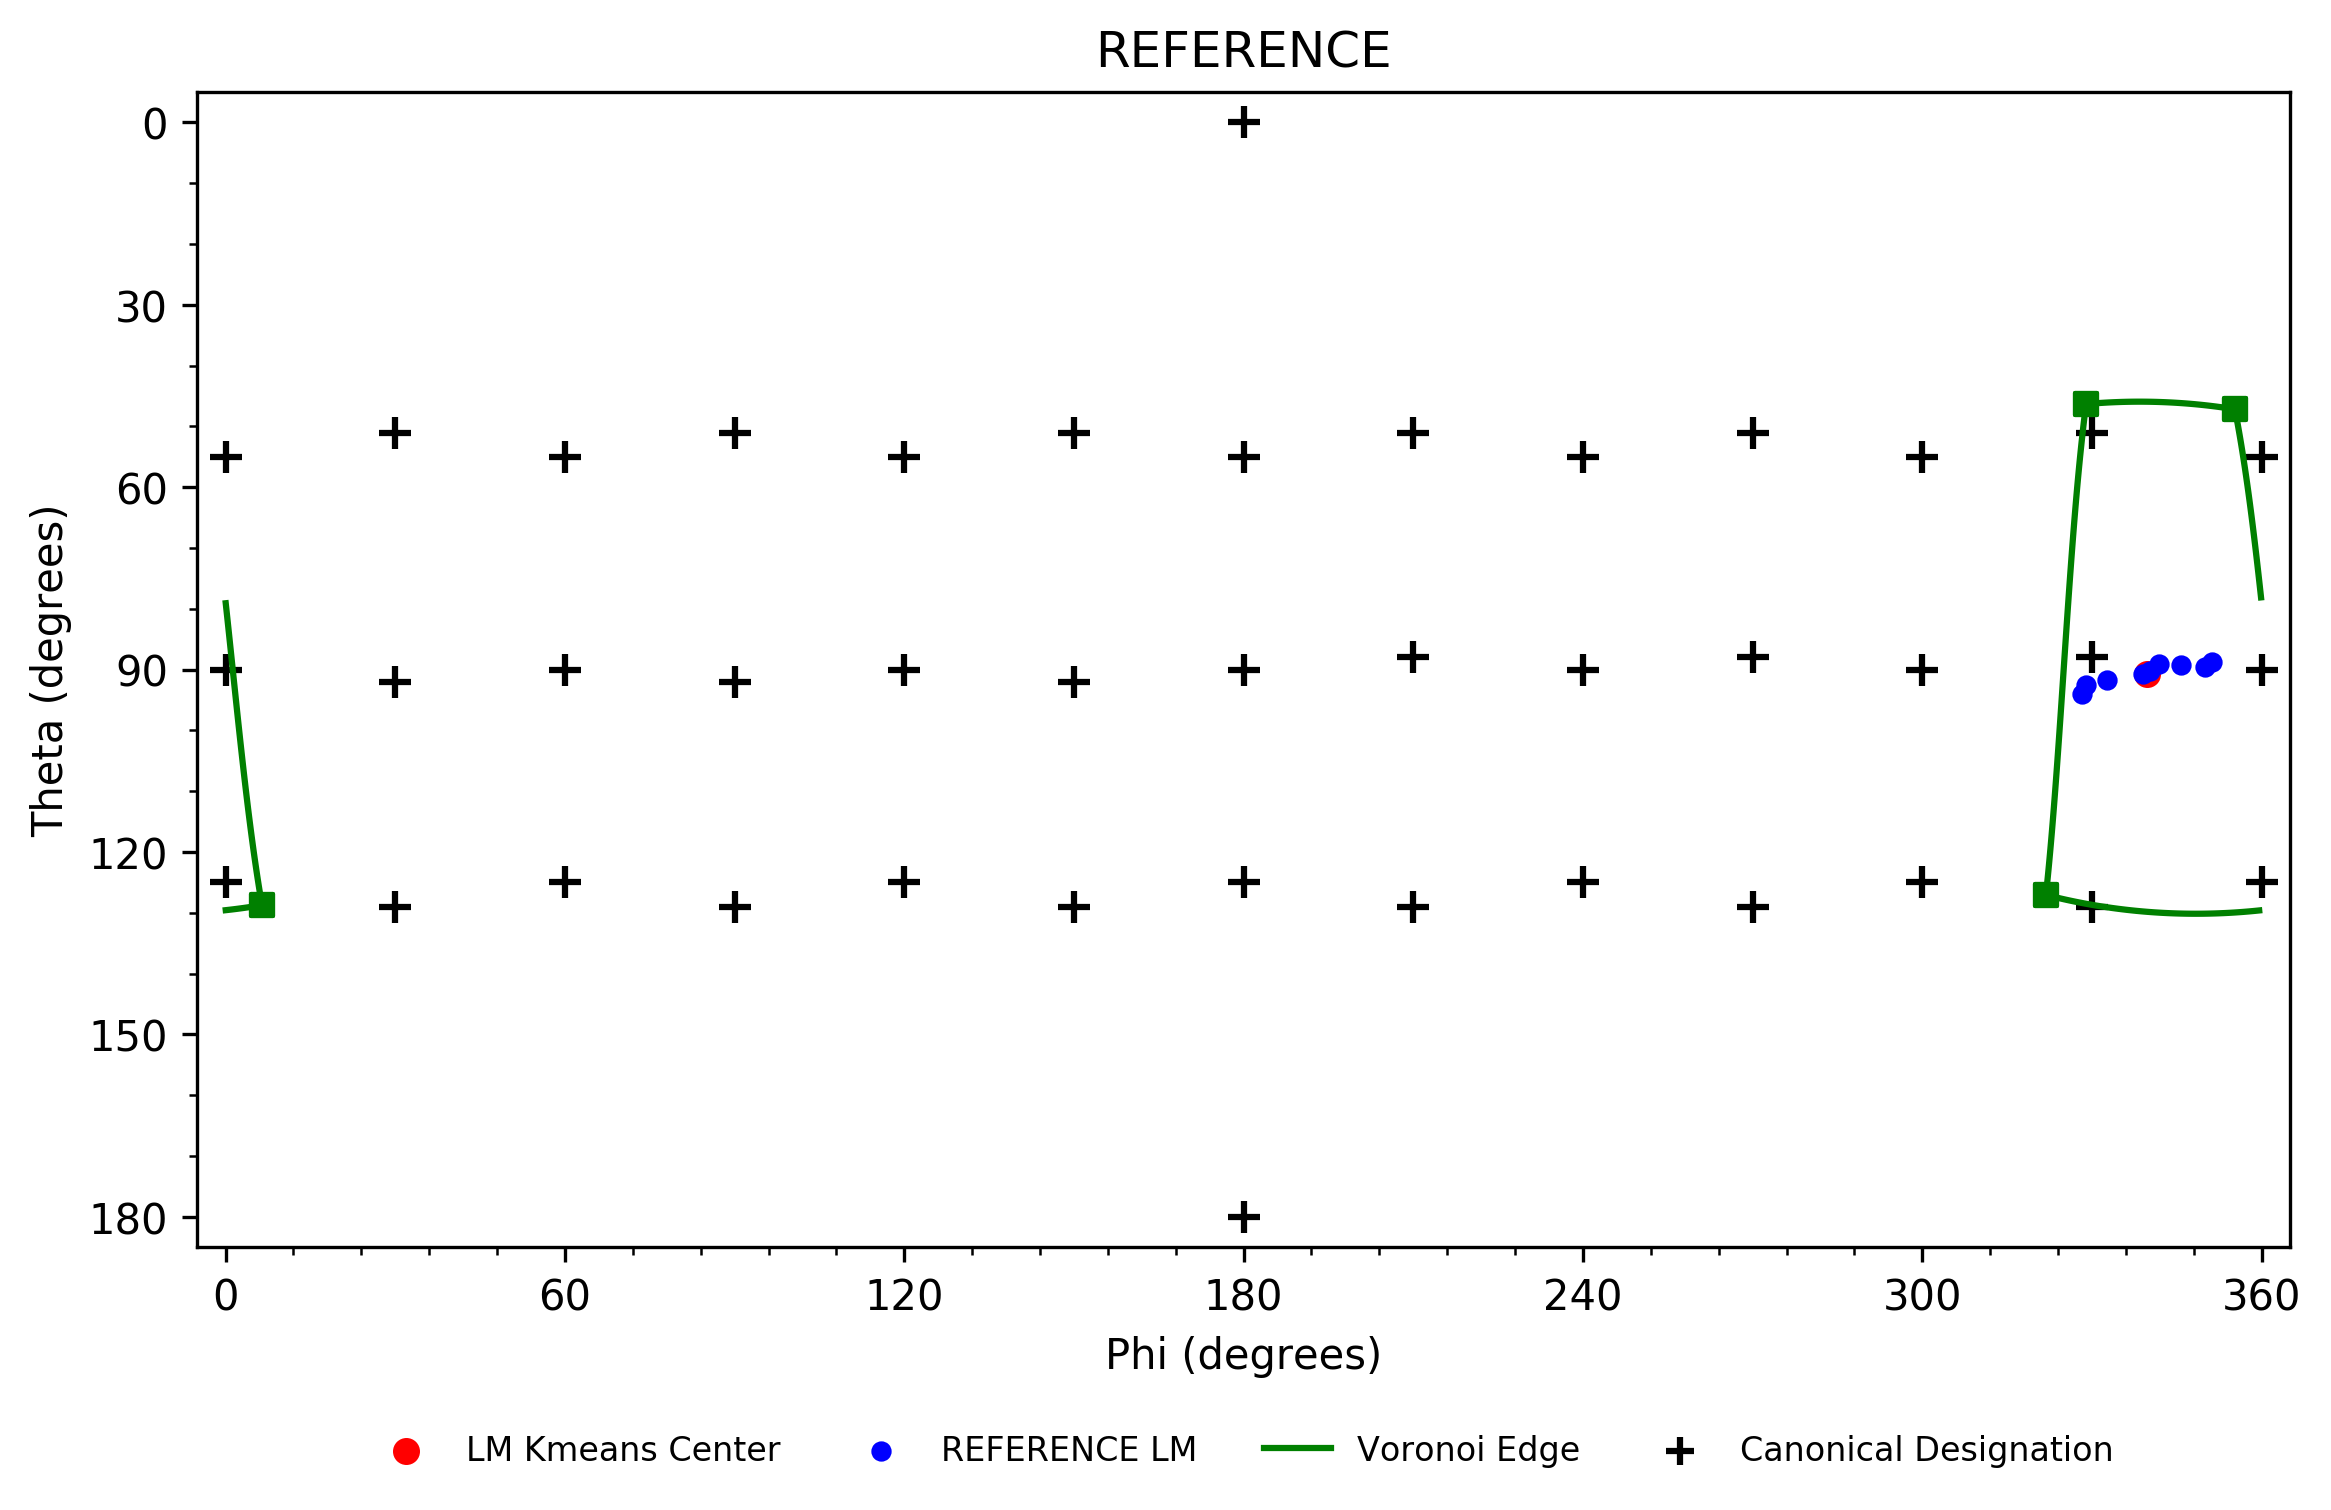 REFERENCE
0
30
60
90
120
150
180
Theta (degrees)
0 60 120 180 240 300 360
Phi (degrees)
LM Kmeans Center REFERENCE LM Voronoi Edge Canonical Designation